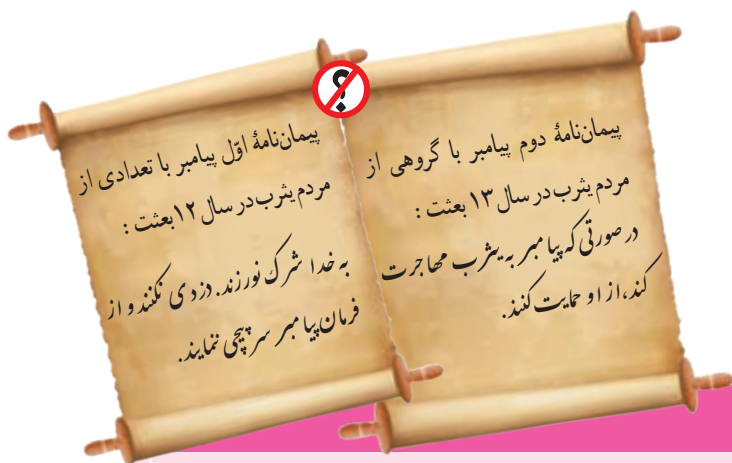 پیمان‌نامهٔ دوم پیامبر با گروهی از
مردم یثرب در سال ۱۳ بعثت :
در صورتی که پیامبر به یثرب مهاجرت
کند، از او حمایت کنند.
؟
پیمان‌نامهٔ اوّل پیامبر با تعدادی از
مردم یثرب در سال ۱۲ بعثت :
به خدا شرک نورزند. دزدی نکنند و از
فرمان پیامبر سرپیچی ننمایند.